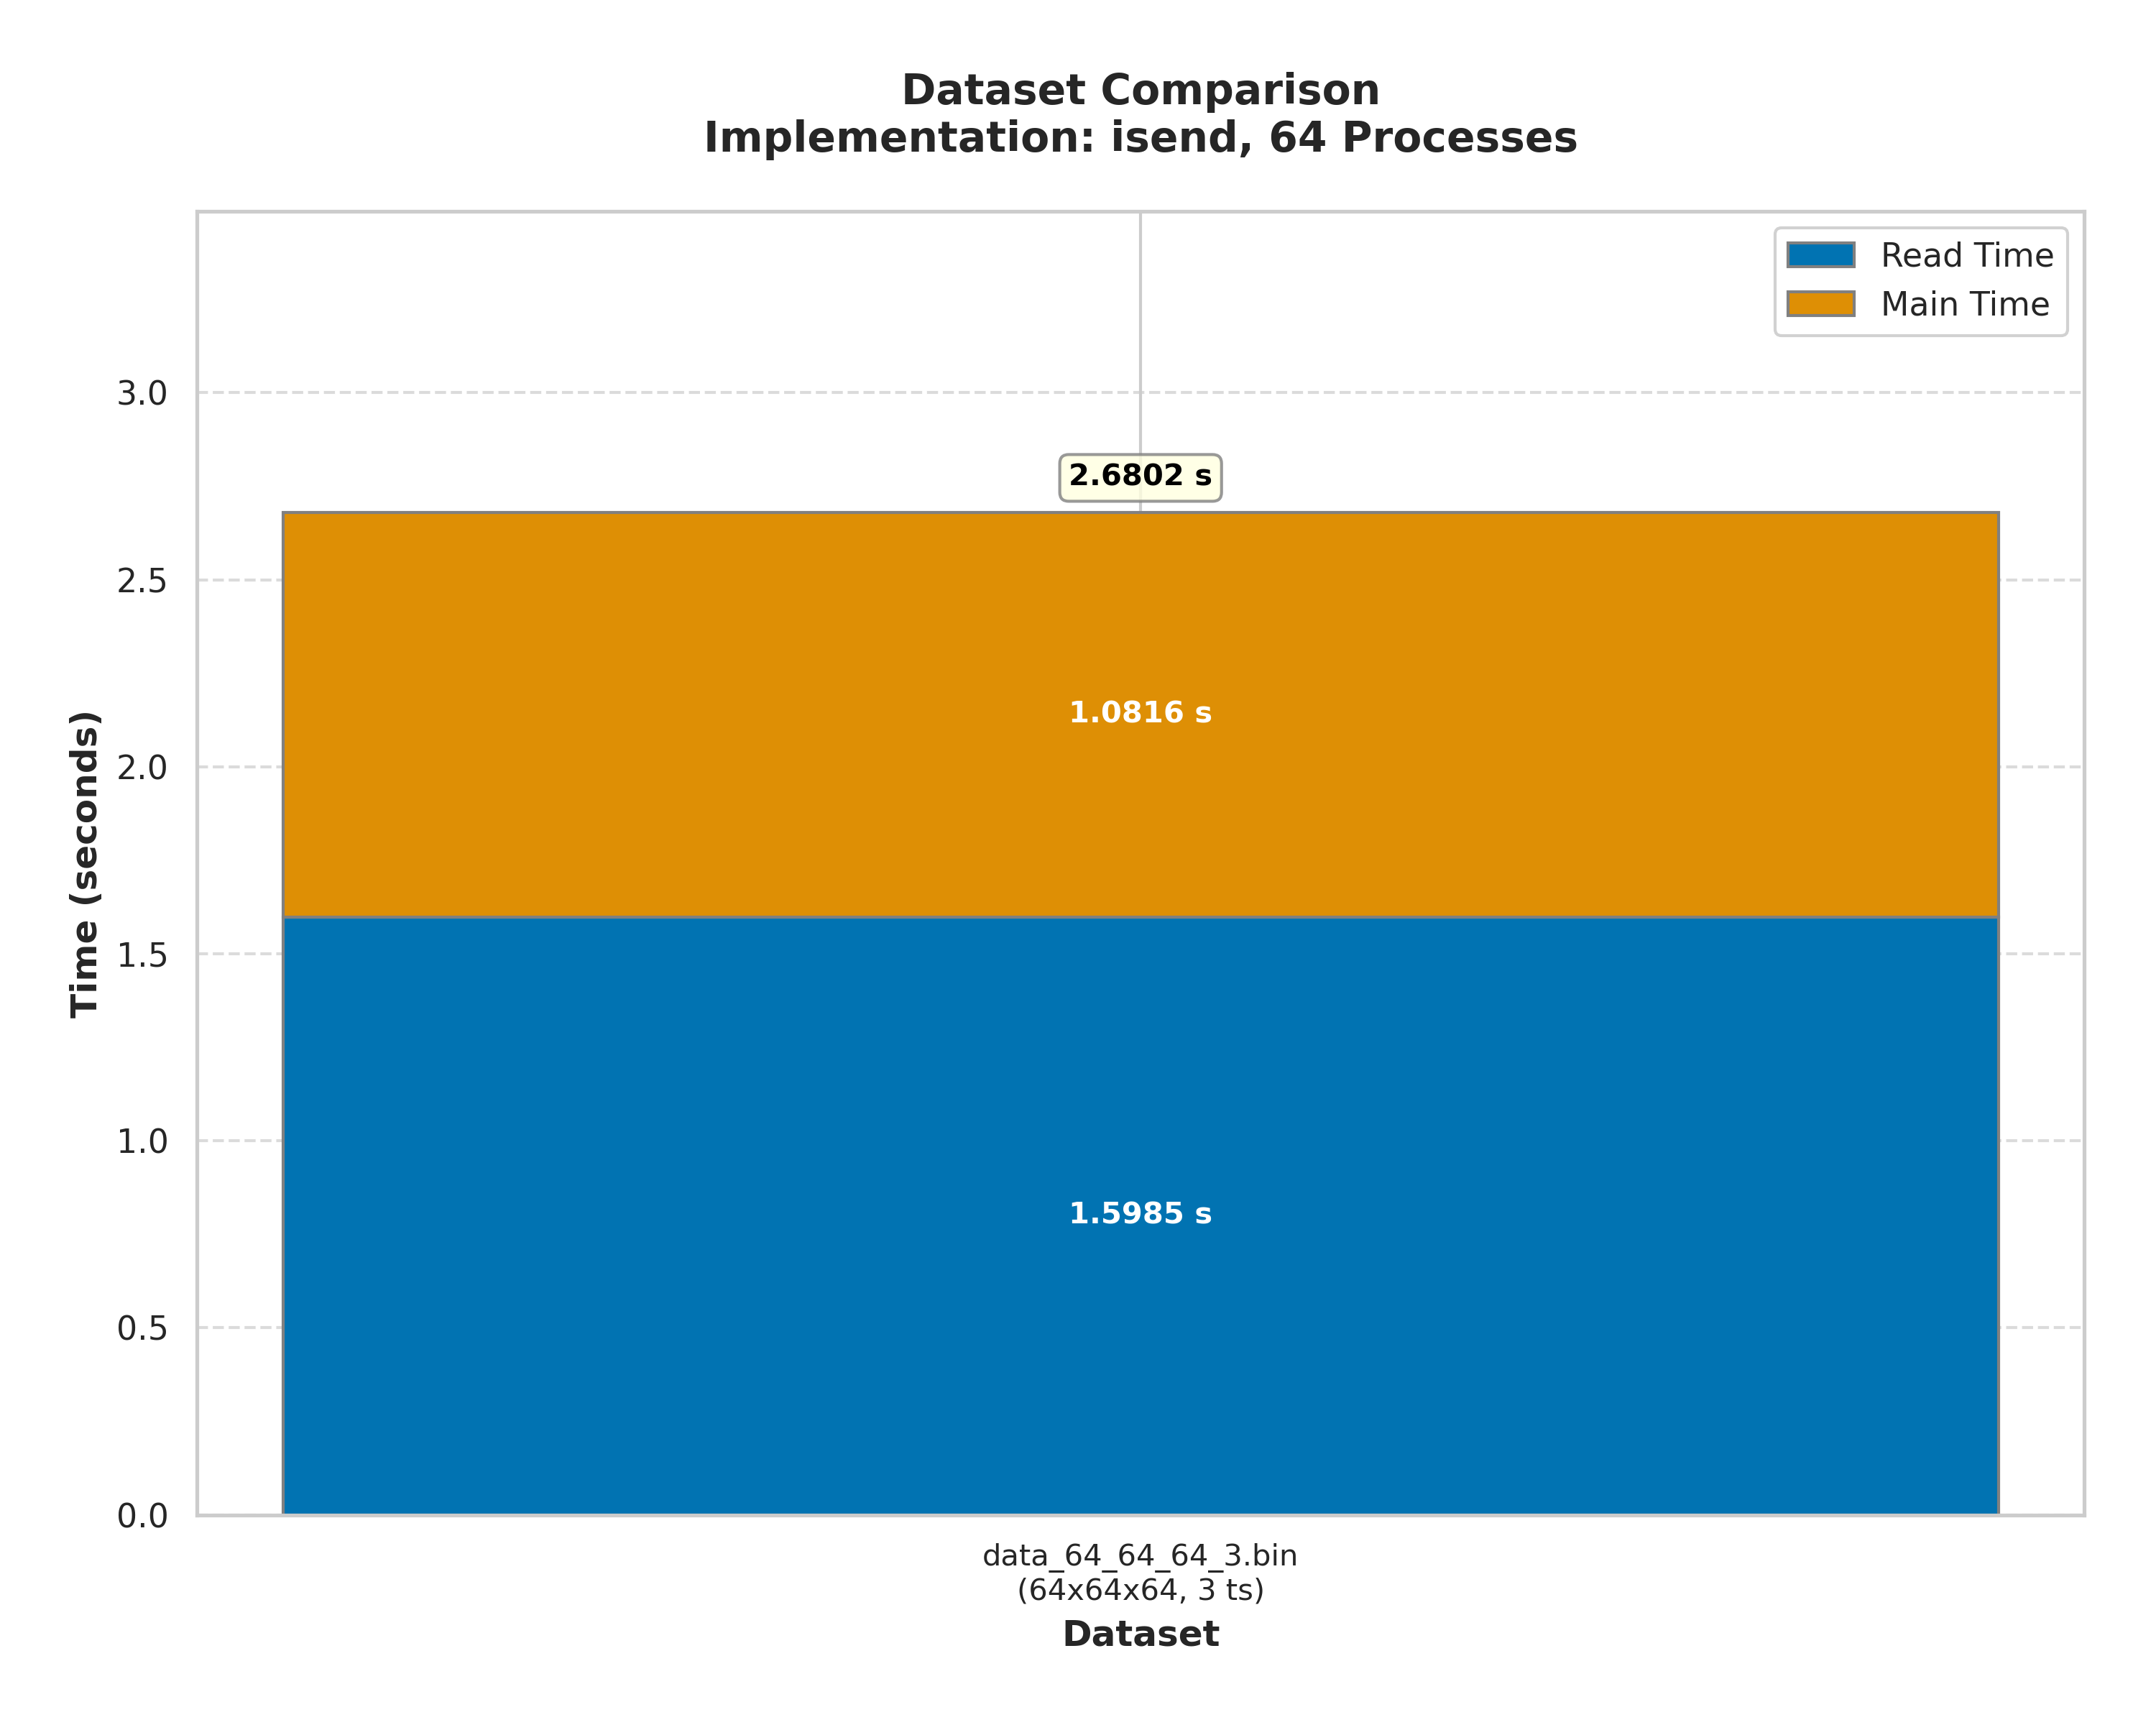 Dataset Comparison
Implementation: isend, 64 Processes
Read Time
Main Time
3.0
2.6802 s
2.5
1.0816 s
2.0
Time (seconds)
1.5
1.0
1.5985 s
0.5
0.0
data_64_64_64_3.bin
(64x64x64, 3 ts)
Dataset